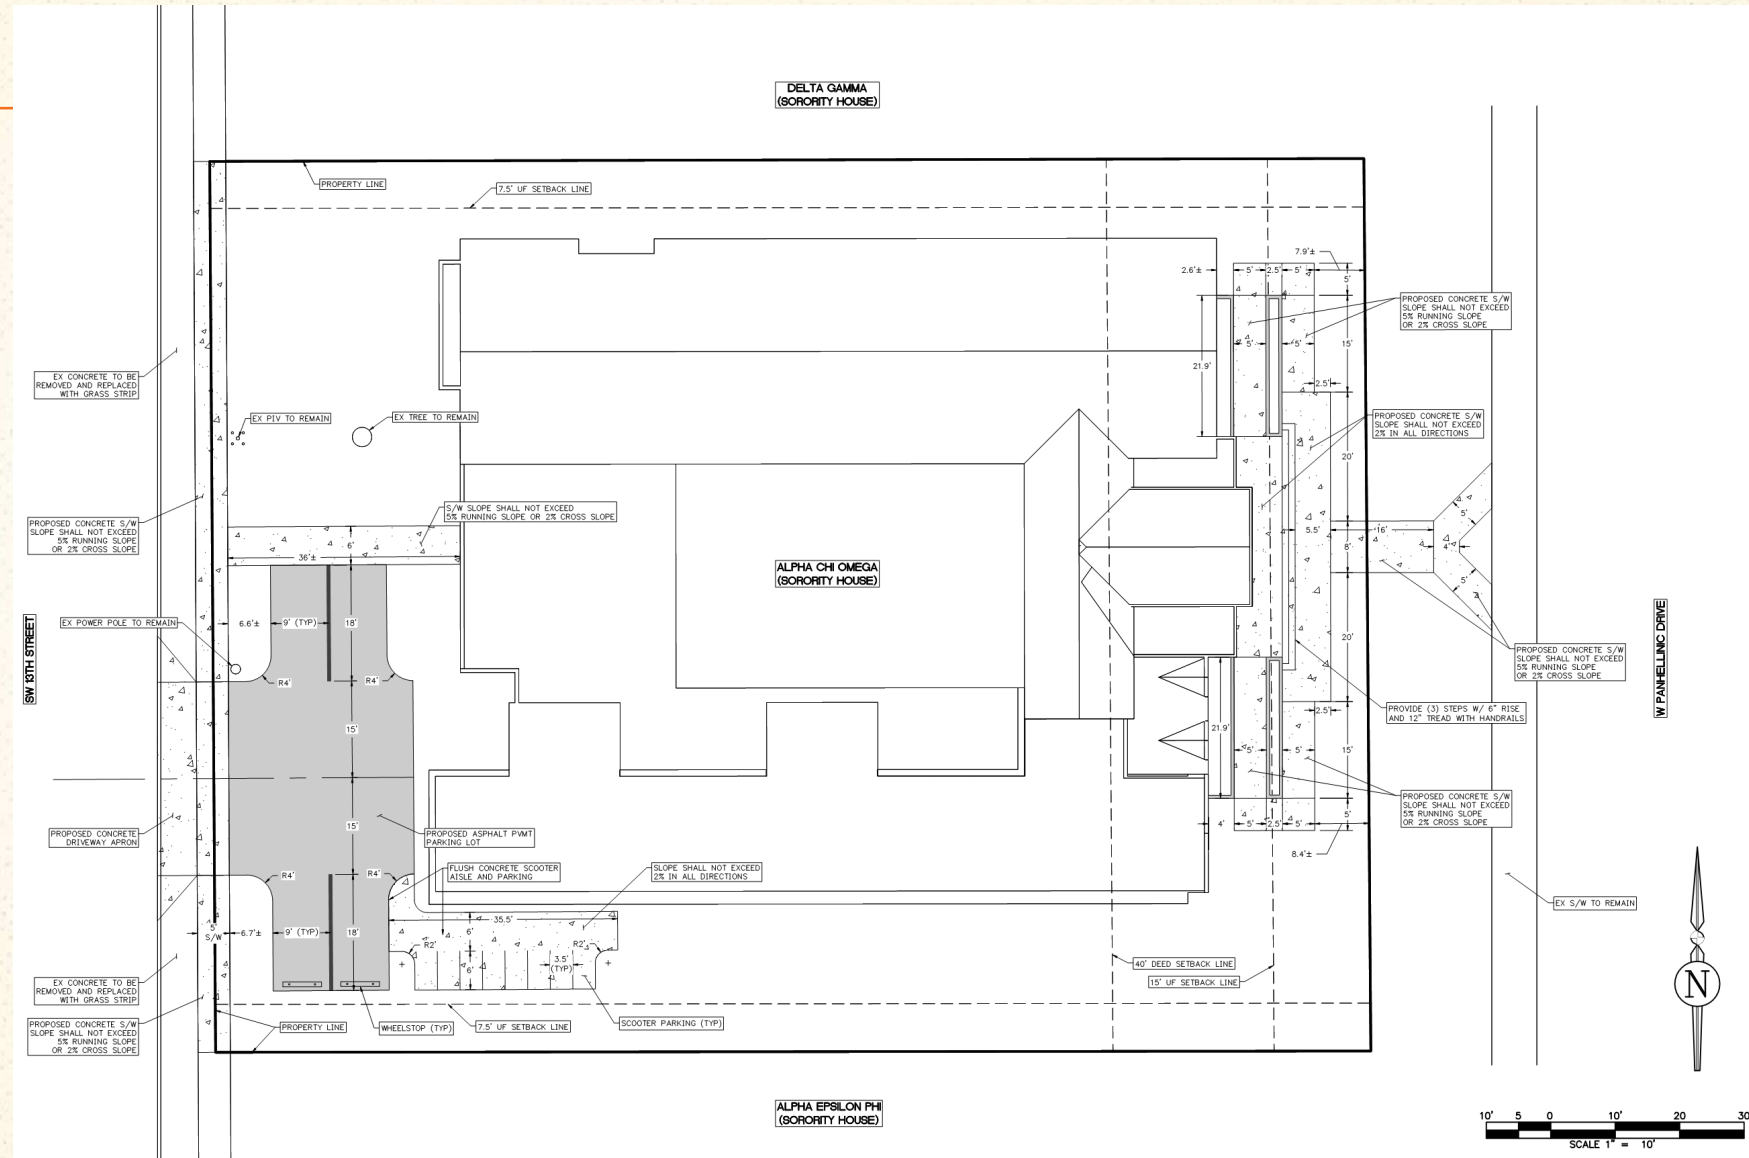 DELTA GAMMA
(SORORITY HOUSE)
PROPERTY LINE
7.5' UF SETBACK LINE
7.9'±
2.6'±
5'
2.5'
5'
5'
PROPOSED CONCRETE S/W
SLOPE SHALL NOT EXCEED
5% RUNNING SLOPE
OR 2% CROSS SLOPE
5'
5'
15'
21.9'
2.5'
EX CONCRETE TO BE
REMOVED AND REPLACED
WITH GRASS STRIP
EX PIV TO REMAIN
EX TREE TO REMAIN
PROPOSED CONCRETE S/W
SLOPE SHALL NOT EXCEED
2% IN ALL DIRECTIONS
20'
PROPOSED CONCRETE S/W
SLOPE SHALL NOT EXCEED
5% RUNNING SLOPE
OR 2% CROSS SLOPE
S/W SLOPE SHALL NOT EXCEED
5% RUNNING SLOPE OR 2% CROSS SLOPE
6'
36'±
5'
5.5'
16'
8'
4'
5'
ALPHA CHI OMEGA
(SORORITY HOUSE)
SW 13TH STREET
EX POWER POLE TO REMAIN
6.6'±
9' (TYP)
18'
R4'
R4'
20'
W PANHELLINIC DRIVE
PROPOSED CONCRETE S/W
SLOPE SHALL NOT EXCEED
5% RUNNING SLOPE
OR 2% CROSS SLOPE
PROVIDE (3) STEPS W/ 6" RISE
AND 12" TREAD WITH HANDRAILS
2.5'
15'
21.9'
5'
5'
15'
PROPOSED CONCRETE S/W
SLOPE SHALL NOT EXCEED
5% RUNNING SLOPE
OR 2% CROSS SLOPE
15'
4'
5'
2.5'
5'
5'
8.4'±
PROPOSED CONCRETE
DRIVEWAY APRON
PROPOSED ASPHALT PVMT
PARKING LOT
FLUSH CONCRETE SCOOTER
AISLE AND PARKING
SLOPE SHALL NOT EXCEED
2% IN ALL DIRECTIONS
R4'
R4'
EX S/W TO REMAIN
5'
S/W
6.7'±
9' (TYP)
18'
35.5'
6'
R2'
R2'
6'
3.5'
(TYP)
40' DEED SETBACK LINE
15' UF SETBACK LINE
N
EX CONCRETE TO BE
REMOVED AND REPLACED
WITH GRASS STRIP
PROPOSED CONCRETE S/W
SLOPE SHALL NOT EXCEED
5% RUNNING SLOPE
OR 2% CROSS SLOPE
PROPERTY LINE
WHEELSTOP (TYP)
7.5' UF SETBACK LINE
SCOOTER PARKING (TYP)
ALPHA EPSILON PHI
(SORORITY HOUSE)
10' 5 0 10' 20 30
SCALE 1" = 10'